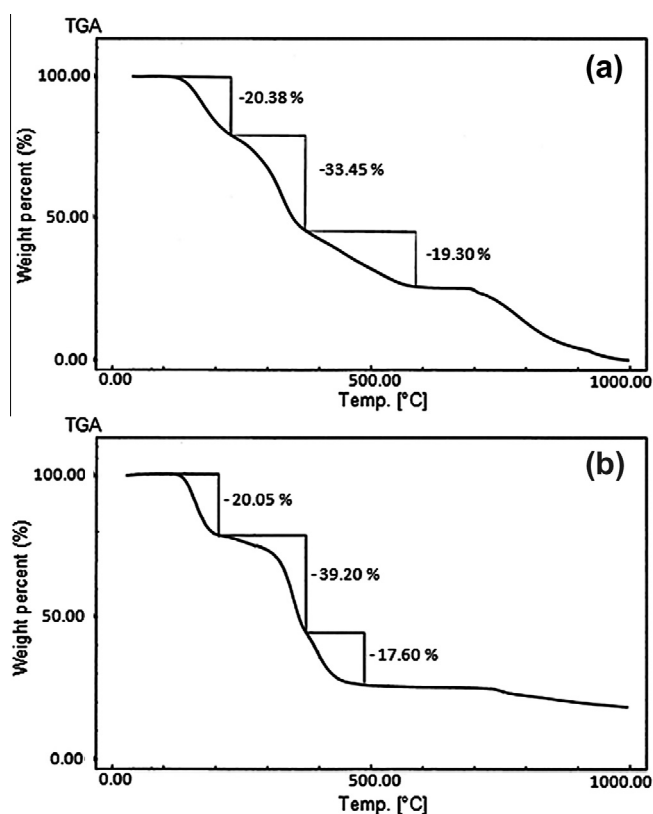 TGA
(a)
100.00
-20.38 %
-33.45 %
50.00
-19.30 %
0.00
Weight percent (%)
0.00 500.00 1000.00
Temp. [°C]
TGA
(b)
100.00
-20.05 %
-39.20 %
50.00
-17.60 %
0.00
Weight percent (%)
0.00 500.00 1000.00
Temp. [°C]